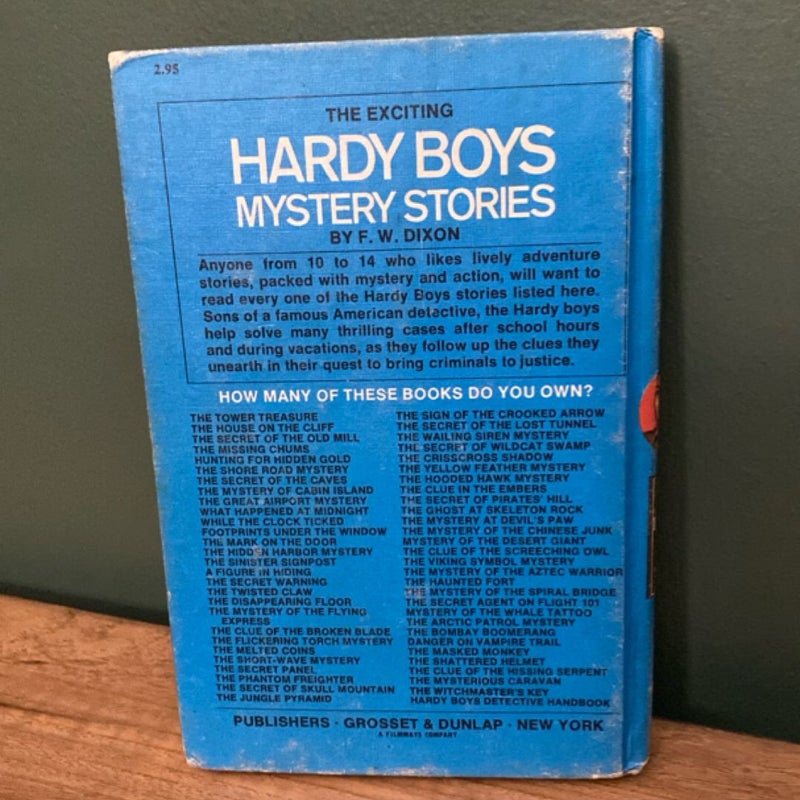 2.95
THE EXCITING
HARDY BOYS
MYSTERY STORIES
BY F. W. DIXON
Anyone from 10 to 14 who likes lively adventure
stories, packed with mystery and action, will want to
read every one of the Hardy Boys stories listed here.
Sons of a famous American detective, the Hardy boys
help solve many thrilling cases after school hours
and during vacations, as they follow up the clues they
unearth in their quest to bring criminals to justice.
HOW MANY OF THESE BOOKS DO YOU OWN?
THE TOWER TREASURE
THE HOUSE ON THE CLIFF
THE SECRET OF THE OLD MILL
THE MISSING CHUMS
HUNTING FOR HIDDEN GOLD
THE SHORE ROAD MYSTERY
THE SECRET OF THE CAVES
THE MYSTERY OF CABIN ISLAND
THE GREAT AIRPORT MYSTERY
WHAT HAPPENED AT MIDNIGHT
WHILE THE CLOCK TICKED
FOOTPRINTS UNDER THE WINDOW
THE MARK ON THE DOOR
THE HIDDEN HARBOR MYSTERY
THE SINISTER SIGNPOST
A FIGURE IN HIDING
THE SECRET WARNING
THE TWISTED CLAW
THE DISAPPEARING FLOOR
THE MYSTERY OF THE FLYING
EXPRESS
THE CLUE OF THE BROKEN BLADE
THE FLICKERING TORCH MYSTERY
THE MELTED COINS
THE SHORT-WAVE MYSTERY
THE SECRET PANEL
THE PHANTOM FREIGHTER
THE SECRET OF SKULL MOUNTAIN
THE JUNGLE PYRAMID
THE SIGN OF THE CROOKED ARROW
THE SECRET OF THE LOST TUNNEL
THE WAILING SIREN MYSTERY
THE SECRET OF WILDCAT SWAMP
THE CRISSCROSS SHADOW
THE YELLOW FEATHER MYSTERY
THE HOODED HAWK MYSTERY
THE CLUE IN THE EMBERS
THE SECRET OF PIRATES' HILL
THE GHOST AT SKELETON ROCK
THE MYSTERY AT DEVIL'S PAW
THE MYSTERY OF THE CHINESE JUNK
MYSTERY OF THE DESERT GIANT
THE CLUE OF THE SCREECHING OWL
THE VIKING SYMBOL MYSTERY
THE MYSTERY OF THE AZTEC WARRIOR
THE HAUNTED FORT
THE MYSTERY OF THE SPIRAL BRIDGE
THE SECRET AGENT ON FLIGHT 101
MYSTERY OF THE WHALE TATTOO
THE ARCTIC PATROL MYSTERY
THE BOMBAY BOOMERANG
DANGER ON VAMPIRE TRAIL
THE MASKED MONKEY
THE SHATTERED HELMET
THE CLUE OF THE HISSING SERPENT
THE MYSTERIOUS CARAVAN
THE WITCHMASTER'S KEY
HARDY BOYS DETECTIVE HANDBOOK
PUBLISHERS · GROSSET & DUNLAP · NEW YORK
A FILMWAYS COMPANY